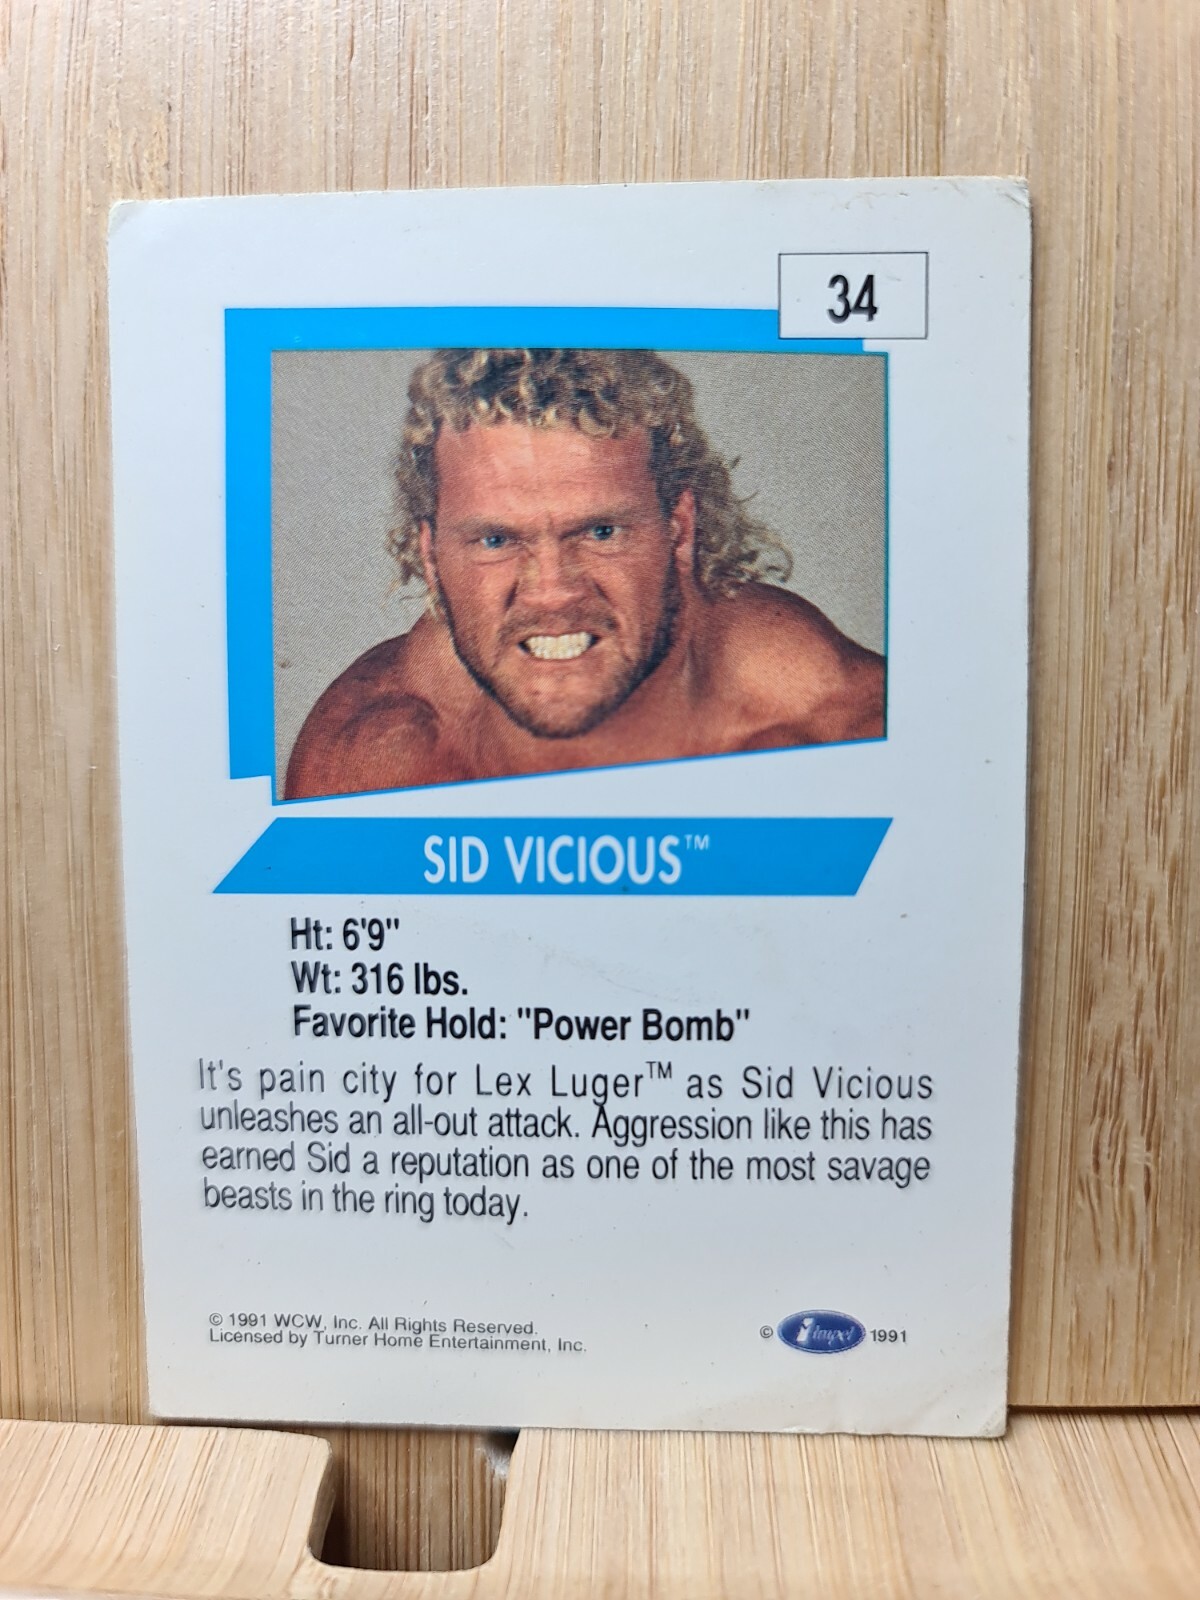 34
SID VICIOUS™
Ht: 6'9"
Wt: 316 lbs.
Favorite Hold: "Power Bomb"
It's pain city for Lex Luger™ as Sid Vicious
unleashes an all-out attack. Aggression like this has
earned Sid a reputation as one of the most savage
beasts in the ring today.
© 1991 WCW, Inc. All Rights Reserved.
Licensed by Turner Home Entertainment, Inc.
© impel 1991